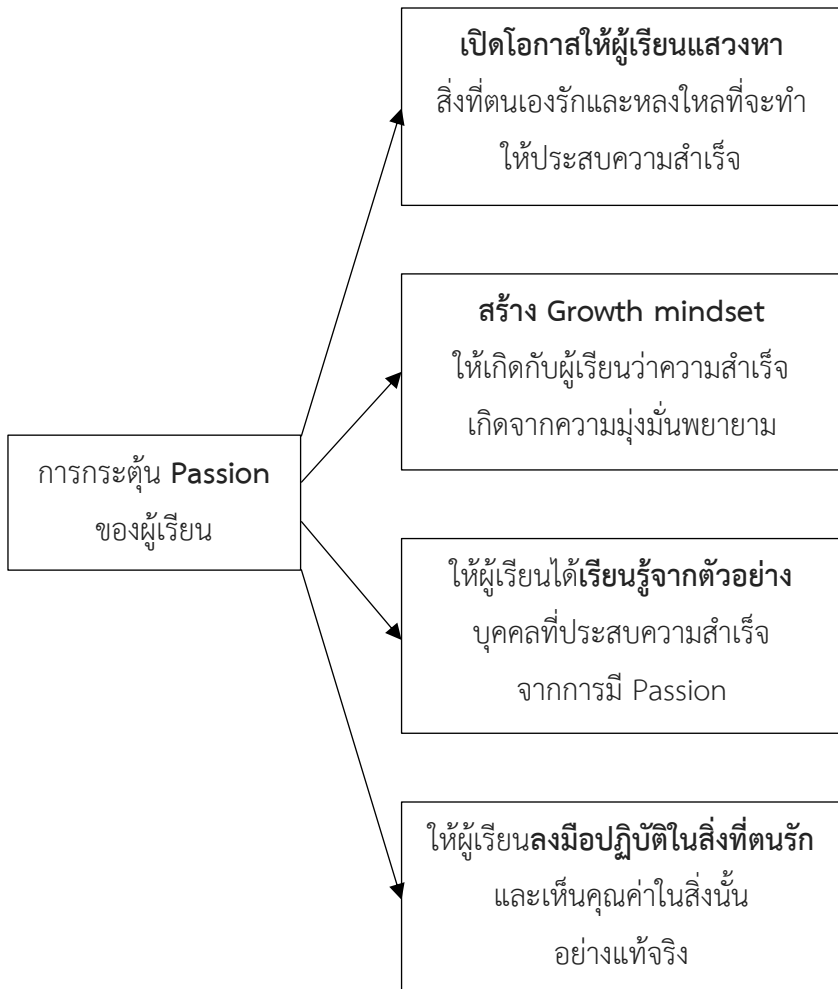 เปิดโอกาสให้ผู้เรียนแสวงหา
สิ่งที่ตนเองรักและหลงใหลที่จะทำ
ให้ประสบความสำเร็จ
สร้าง Growth mindset
ให้เกิดกับผู้เรียนว่าความสำเร็จ
เกิดจากความมุ่งมั่นพยายาม
การกระตุ้น Passion
ของผู้เรียน
ให้ผู้เรียนได้เรียนรู้จากตัวอย่าง
บุคคลที่ประสบความสำเร็จ
จากการมี Passion
ให้ผู้เรียนลงมือปฏิบัติในสิ่งที่ตนรัก
และเห็นคุณค่าในสิ่งนั้น
อย่างแท้จริง